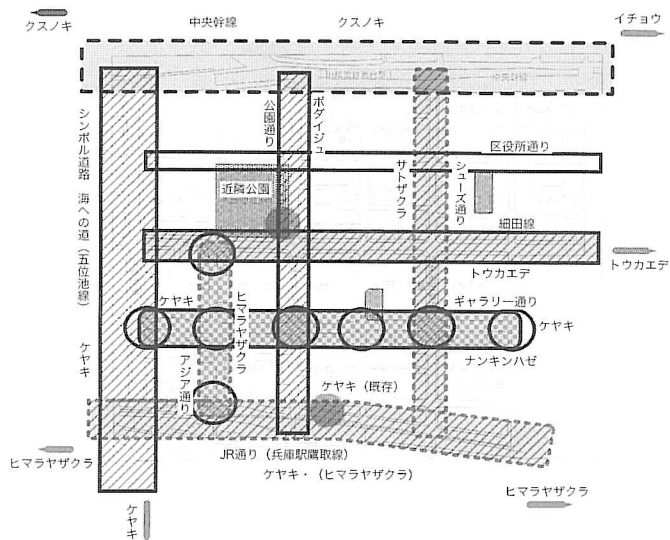 クスノキ
中央幹線
クスノキ
イチョウ
中央幹線
シンボル道路 海への道（五位池線）
ケヤキ
公園通り
ボダイジュ
区役所通り
サトザクラ
シューズ通り
近隣公園
細田線
トウカエデ
トウカエデ
ケヤキ
ヒマラヤザクラ
アジア通り
ギャラリー通り
ケヤキ
ナンキンハゼ
ケヤキ（既存）
JR通り（兵庫駅鷹取線）
ケヤキ・（ヒマラヤザクラ）
ヒマラヤザクラ
ヒマラヤザクラ
ケヤキ